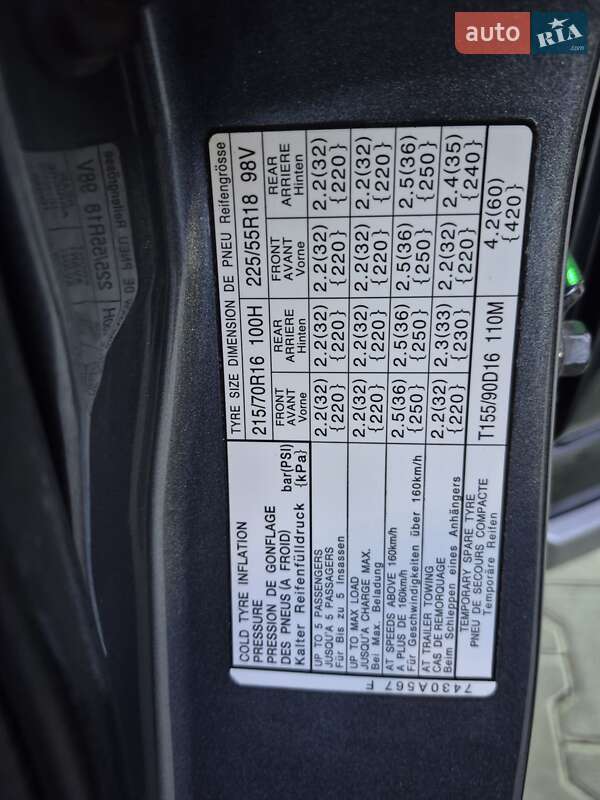 auto RIA .com
COLD TYRE INFLATION PRESSURE
PRESSION DE GONFLAGE DES PNEUS(A FROID)
Kalter Reifenfülldruck bar(PSI) {kPa}
TYRE SIZE DIMENSION DE PNEU Reifengrösse
215/70R16 100H 225/55R18 98V
FRONT AVANT Vorne REAR ARRIERE Hinten FRONT AVANT Vorne REAR ARRIERE Hinten
UP TO 5 PASSENGERS
JUSQU'A 5 PASSAGERS
Für Bis zu 5 Insassen
2.2(32) 2.2(32) 2.2(32) 2.2(32)
{220} {220} {220} {220}
UP TO MAX LOAD
JUSQU'A CHARGE MAX.
Bei Max. Beladung
2.2(32) 2.2(32) 2.2(32) 2.2(32)
{220} {220} {220} {220}
AT SPEEDS ABOVE 160km/h
A PLUS DE 160km/h
Für Geschwindigkeiten über 160km/h
2.5(36) 2.5(36) 2.5(36) 2.5(36)
{250} {250} {250} {250}
AT TRAILER TOWING
CAS DE REMORQUAGE
Beim Schleppen eines Anhängers
2.2(32) 2.3(33) 2.2(32) 2.4(35)
{220} {230} {220} {240}
TEMPORARY SPARE TYRE
PNEU DE SECOURS COMPACTE
Temporäre Reifen
T155/90D16 110M 4.2(60)
{420}
7430A567 F